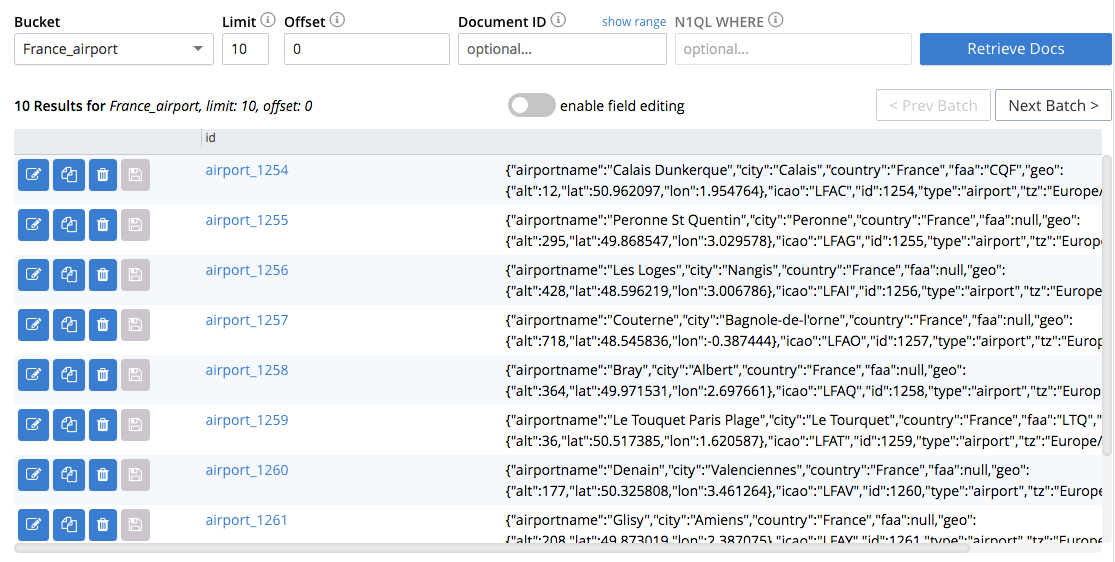 Bucket Limit Offset Document ID show range N1QL WHERE
France_airport 10 0 optional... optional... Retrieve Docs
10 Results for France_airport, limit: 10, offset: 0 enable field editing < Prev Batch Next Batch >
id
airport_1254 {"airportname":"Calais Dunkerque","city":"Calais","country":"France","faa":"CQF","geo":
{"alt":12,"lat":50.962097,"lon":1.954764},"icao":"LFAC","id":1254,"type":"airport","tz":"Europe/
airport_1255 {"airportname":"Peronne St Quentin","city":"Peronne","country":"France","faa":null,"geo":
{"alt":295,"lat":49.868547,"lon":3.029578},"icao":"LFAG","id":1255,"type":"airport","tz":"Europe
airport_1256 {"airportname":"Les Loges","city":"Nangis","country":"France","faa":null,"geo":
{"alt":428,"lat":48.596219,"lon":3.006786},"icao":"LFAI","id":1256,"type":"airport","tz":"Europe
airport_1257 {"airportname":"Couterne","city":"Bagnole-de-l'orne","country":"France","faa":null,"geo":
{"alt":718,"lat":48.545836,"lon":-0.387444},"icao":"LFAO","id":1257,"type":"airport","tz":"Europ
airport_1258 {"airportname":"Bray","city":"Albert","country":"France","faa":null,"geo":
{"alt":364,"lat":49.971531,"lon":2.697661},"icao":"LFAQ","id":1258,"type":"airport","tz":"Europe
airport_1259 {"airportname":"Le Touquet Paris Plage","city":"Le Tourquet","country":"France","faa":"LTQ","
{"alt":36,"lat":50.517385,"lon":1.620587},"icao":"LFAT","id":1259,"type":"airport","tz":"Europe/
airport_1260 {"airportname":"Denain","city":"Valenciennes","country":"France","faa":null,"geo":
{"alt":177,"lat":50.325808,"lon":3.461264},"icao":"LFAV","id":1260,"type":"airport","tz":"Europe
airport_1261 {"airportname":"Glisy","city":"Amiens","country":"France","faa":null,"geo":
{"alt":208,"lat":49.873019,"lon":2.387075},"icao":"LFAY","id":1261,"type":"airport","tz":"Europe